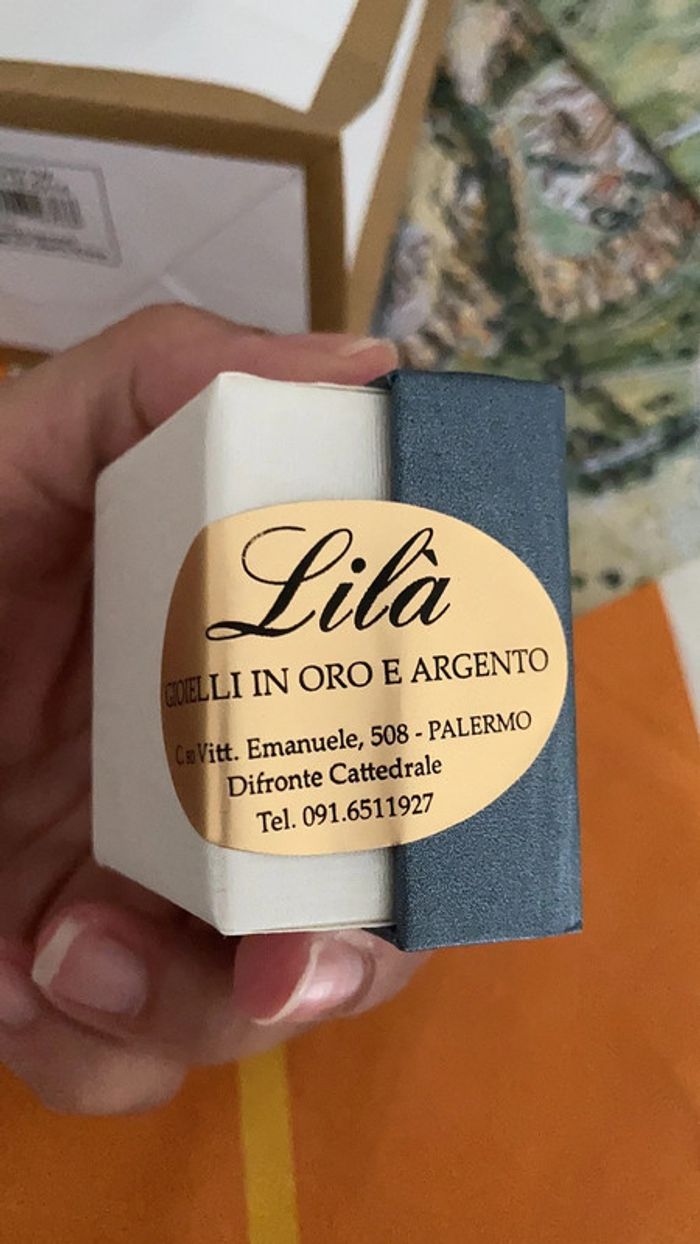 Lilà
GIOIELLI IN ORO E ARGENTO
C.so Vitt. Emanuele, 508 - PALERMO
Difronte Cattedrale
Tel. 091.6511927